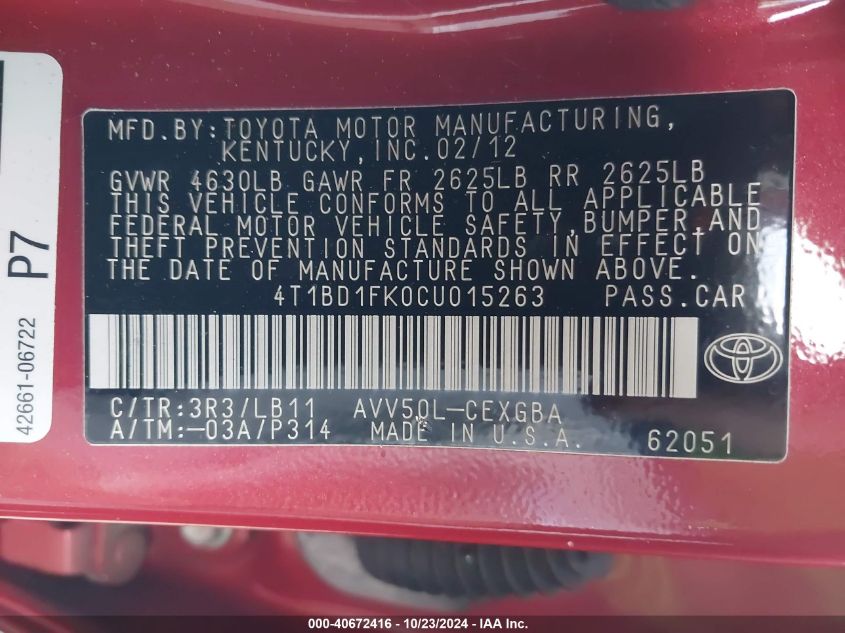 MFD.BY:TOYOTA MOTOR MANUFACTURING,
KENTUCKY,INC.02/12
GVWR 4630LB GAWR FR 2625LB RR 2625LB
THIS VEHICLE CONFORMS TO ALL APPLICABLE
FEDERAL MOTOR VEHICLE SAFETY,BUMPER,AND
THEFT PREVENTION STANDARDS IN EFFECT ON
THE DATE OF MANUFACTURE SHOWN ABOVE.
4T1BD1FK0CU015263 PASS.CAR
C/TR:3R3/LB11 AVV50L-CEXGBA
A/TM:-03A/P314 MADE IN U.S.A. 62051
P7
42661-06722
000-40672416 - 10/23/2024 - IAA Inc.